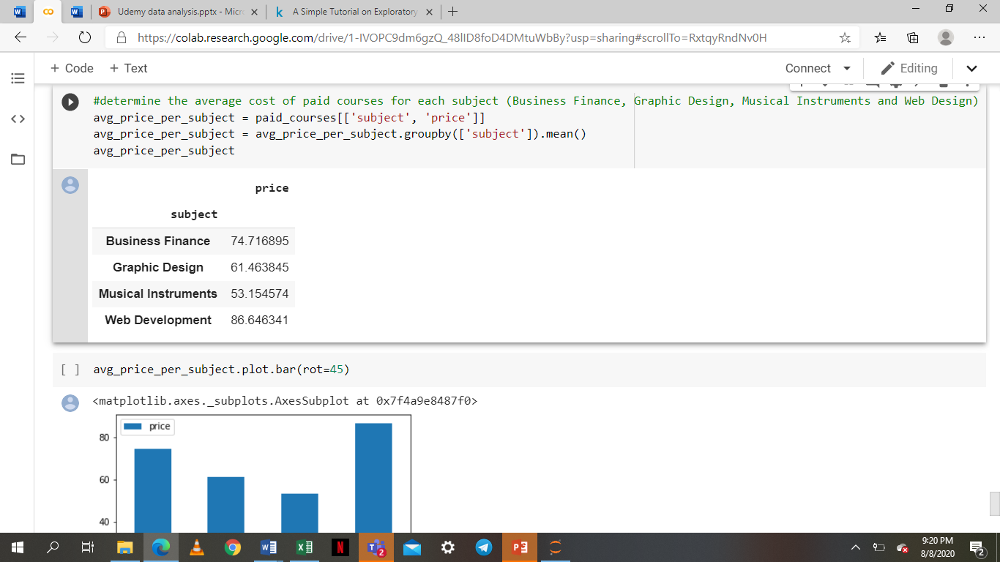 Udemy data analysis.pptx - Micr
A Simple Tutorial on Exploratory
https://colab.research.google.com/drive/1-IVOPC9dm6gzQ_48lID8foD4DMtuWbBy?usp=sharing#scrollTo=RxtqyRndNv0H
+ Code + Text
Connect
Editing
#determine the average cost of paid courses for each subject (Business Finance, Graphic Design, Musical Instruments and Web Design)
avg_price_per_subject = paid_courses[['subject', 'price']]
avg_price_per_subject = avg_price_per_subject.groupby(['subject']).mean()
avg_price_per_subject
price
subject
Business Finance 74.716895
Graphic Design 61.463845
Musical Instruments 53.154574
Web Development 86.646341
[ ] avg_price_per_subject.plot.bar(rot=45)
<matplotlib.axes._subplots.AxesSubplot at 0x7f4a9e8487f0>
price
80
60
40
9:20 PM
8/8/2020
2
2